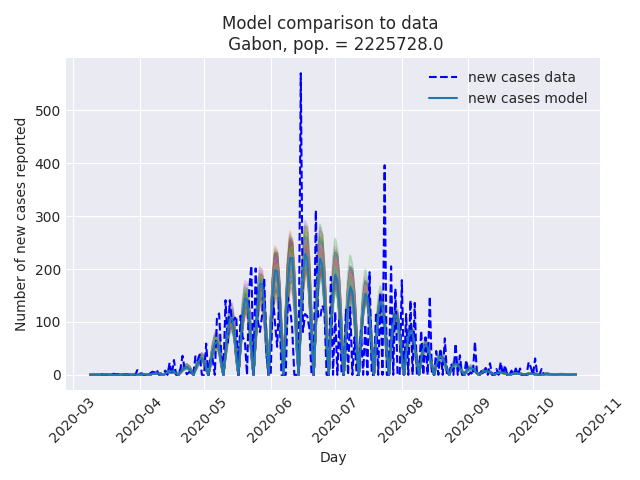 Model comparison to data
Gabon, pop. = 2225728.0
new cases data
new cases model
Number of new cases reported
500
400
300
200
100
0
2020-03
2020-04
2020-05
2020-06
2020-07
2020-08
2020-09
2020-10
2020-11
Day